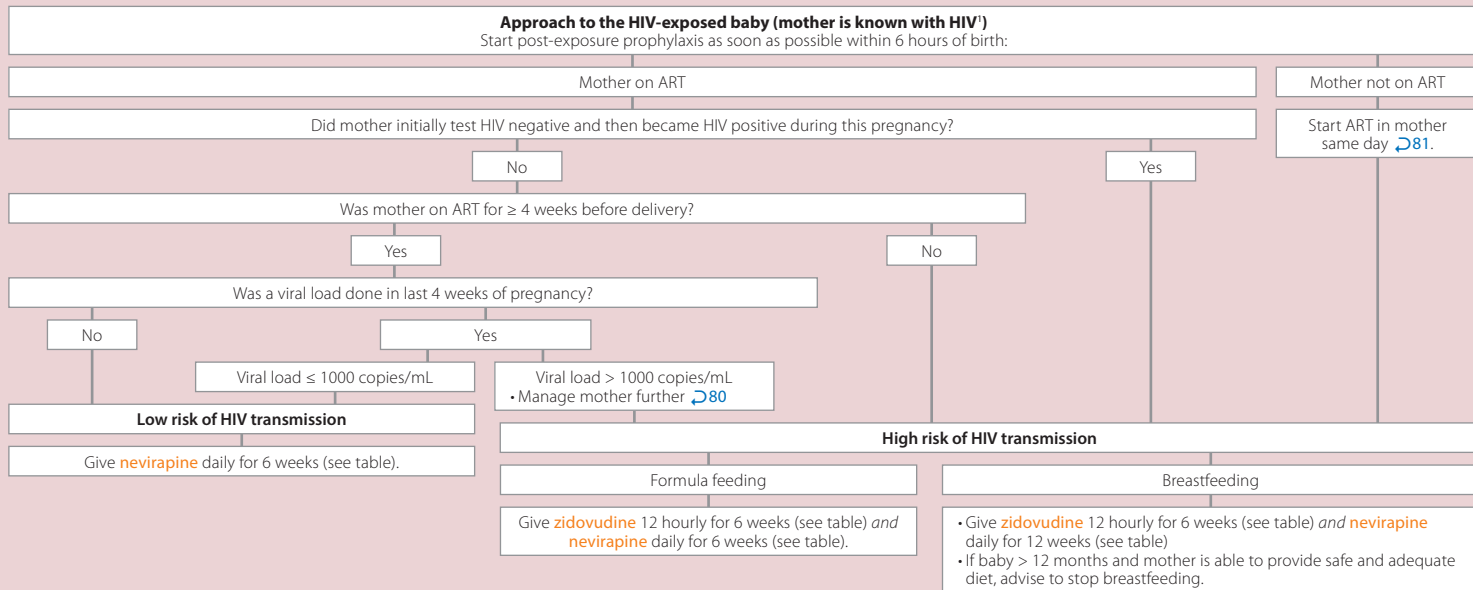 Approach to the HIV-exposed baby (mother is known with HIV¹)
Start post-exposure prophylaxis as soon as possible within 6 hours of birth:
Mother on ART
Mother not on ART
Did mother initially test HIV negative and then became HIV positive during this pregnancy?
Start ART in mother
same day ⮌81.
No
Yes
Was mother on ART for ≥ 4 weeks before delivery?
Yes
No
Was a viral load done in last 4 weeks of pregnancy?
No
Yes
Viral load ≤ 1000 copies/mL
Viral load > 1000 copies/mL
• Manage mother further ⮌80
Low risk of HIV transmission
High risk of HIV transmission
Give nevirapine daily for 6 weeks (see table).
Formula feeding
Breastfeeding
Give zidovudine 12 hourly for 6 weeks (see table) and
nevirapine daily for 6 weeks (see table).
• Give zidovudine 12 hourly for 6 weeks (see table) and nevirapine
daily for 12 weeks (see table)
• If baby > 12 months and mother is able to provide safe and adequate
diet, advise to stop breastfeeding.